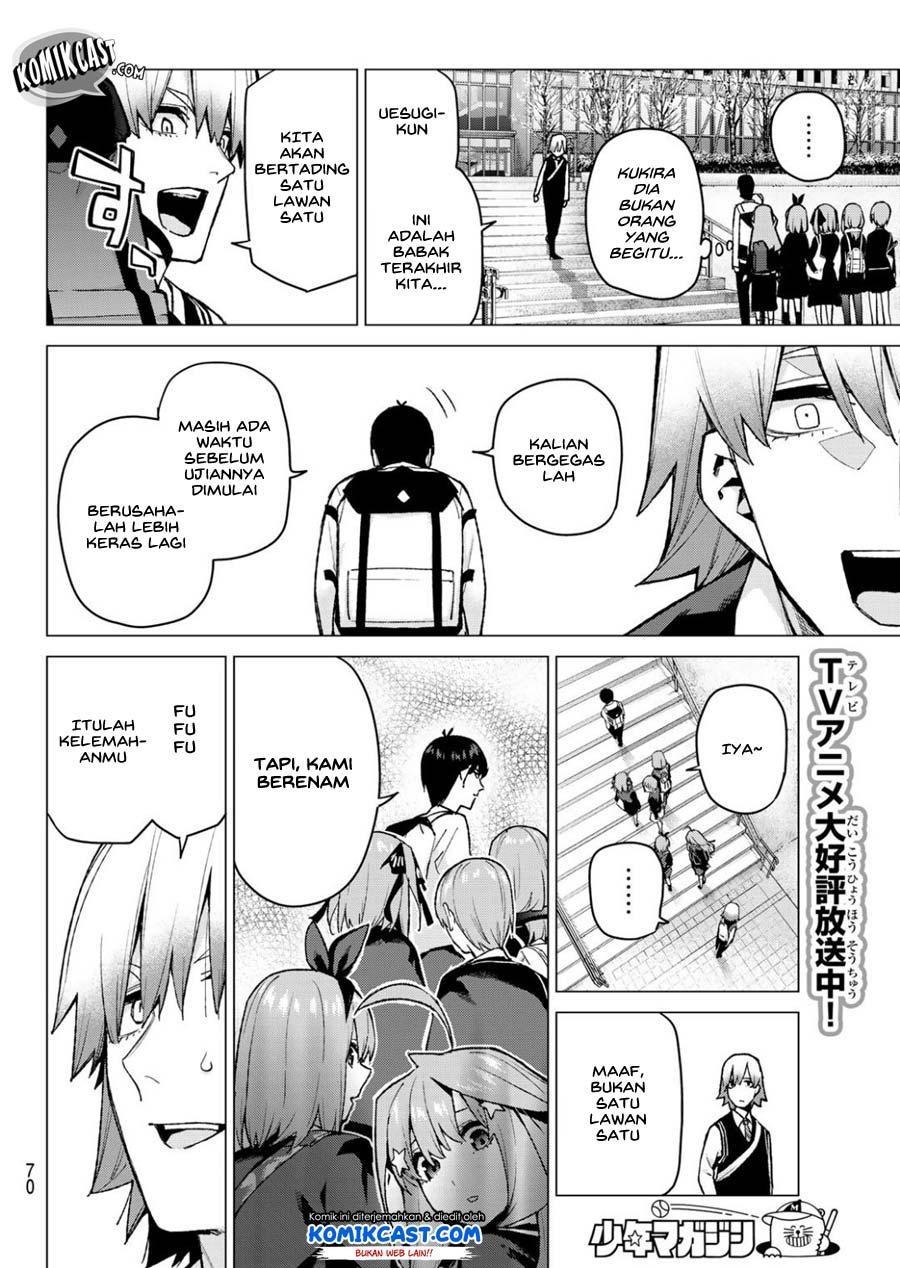 KOMIKCAST
.COM
......
KUKIRA
DIA
BUKAN
ORANG
YANG
BEGITU...
UESUGI-
KUN
INI
ADALAH
BABAK
TERAKHIR
KITA...
KITA
AKAN
BERTADING
SATU
LAWAN
SATU
すすっ
KALIAN
BERGEGAS
LAH
MASIH ADA
WAKTU
SEBELUM
UJIANNYA
DIMULAI
BERUSAHA-
LAH LEBIH
KERAS LAGI
TVアニメ大好評放送中!
テレビ
だいこうひょうほうそうちゅう
IYA~
......
MAAF,
BUKAN
SATU
LAWAN
SATU
TAPI, KAMI
BERENAM
FU
FU
FU
ITULAH
KELEMAH-
ANMU
70
Komik ini diterjemahkan & diedit oleh
KOMIKCAST.COM
BUKAN WEB LAIN!!
少年マガジン
M